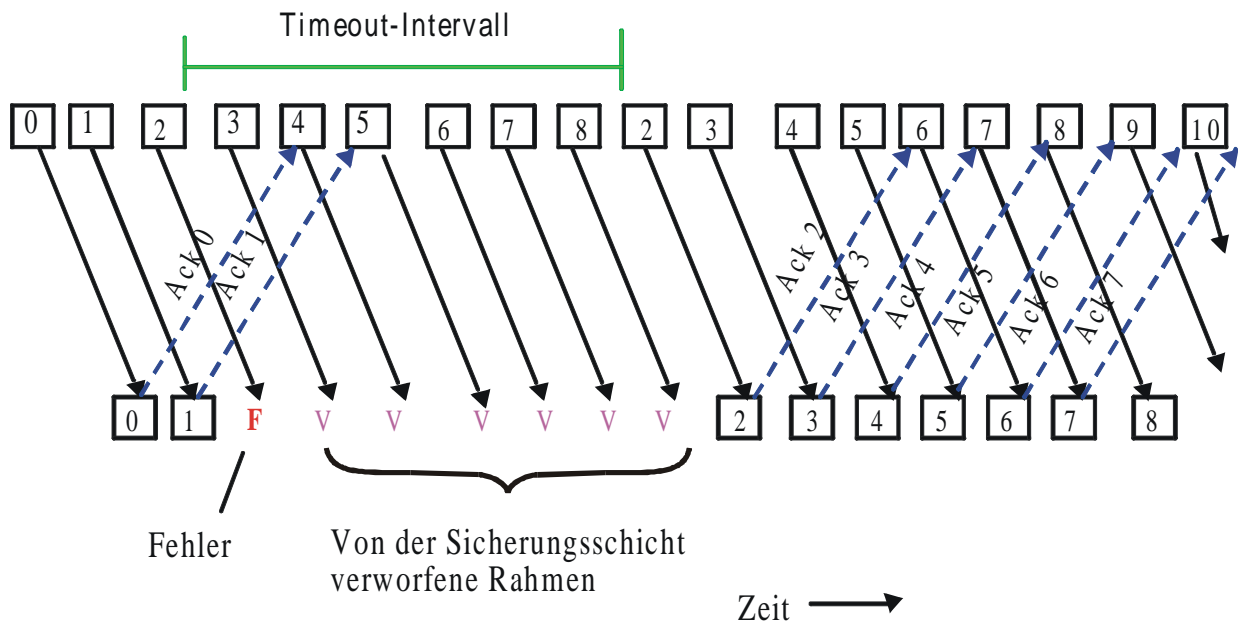 Timeout-Intervall
0 1 2 3 4 5 6 7 8 2 3 4 5 6 7 8 9 10
Ack 0 Ack 1 Ack 2 Ack 3 Ack 4 Ack 5 Ack 6 Ack 7
0 1 F V V V V V V 2 3 4 5 6 7 8
Fehler
Von der Sicherungsschicht
verworfene Rahmen
Zeit